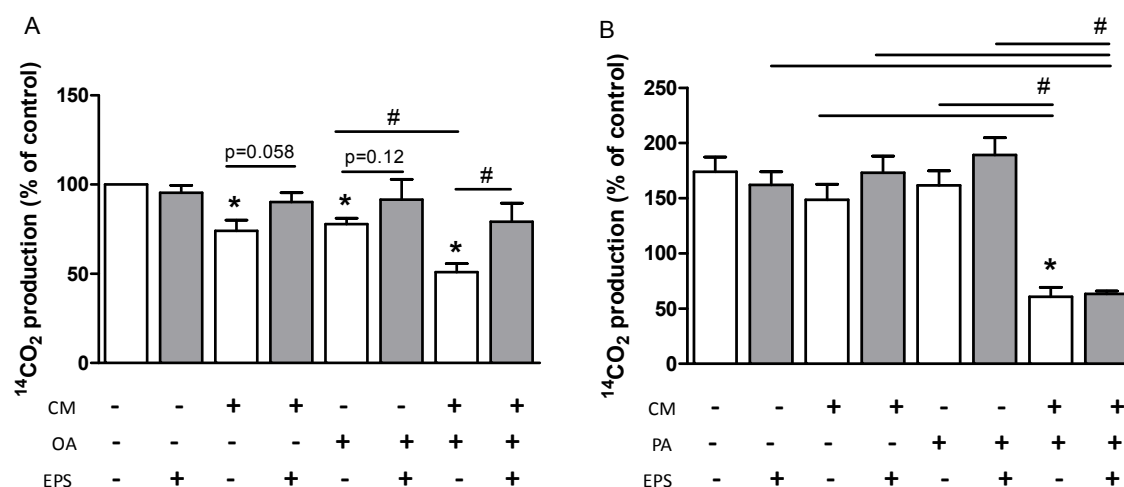 A
¹⁴CO₂ production (% of control)
150
100
50
0
p=0.058
p=0.12
#
#
*
*
*
CM - - + + - - + +
OA - - - - + + + +
EPS - + - + - + - +
B
¹⁴CO₂ production (% of control)
250
200
150
100
50
0
#
#
*
CM - - + + - - + +
PA - - - - + + + +
EPS - + - + - + - +